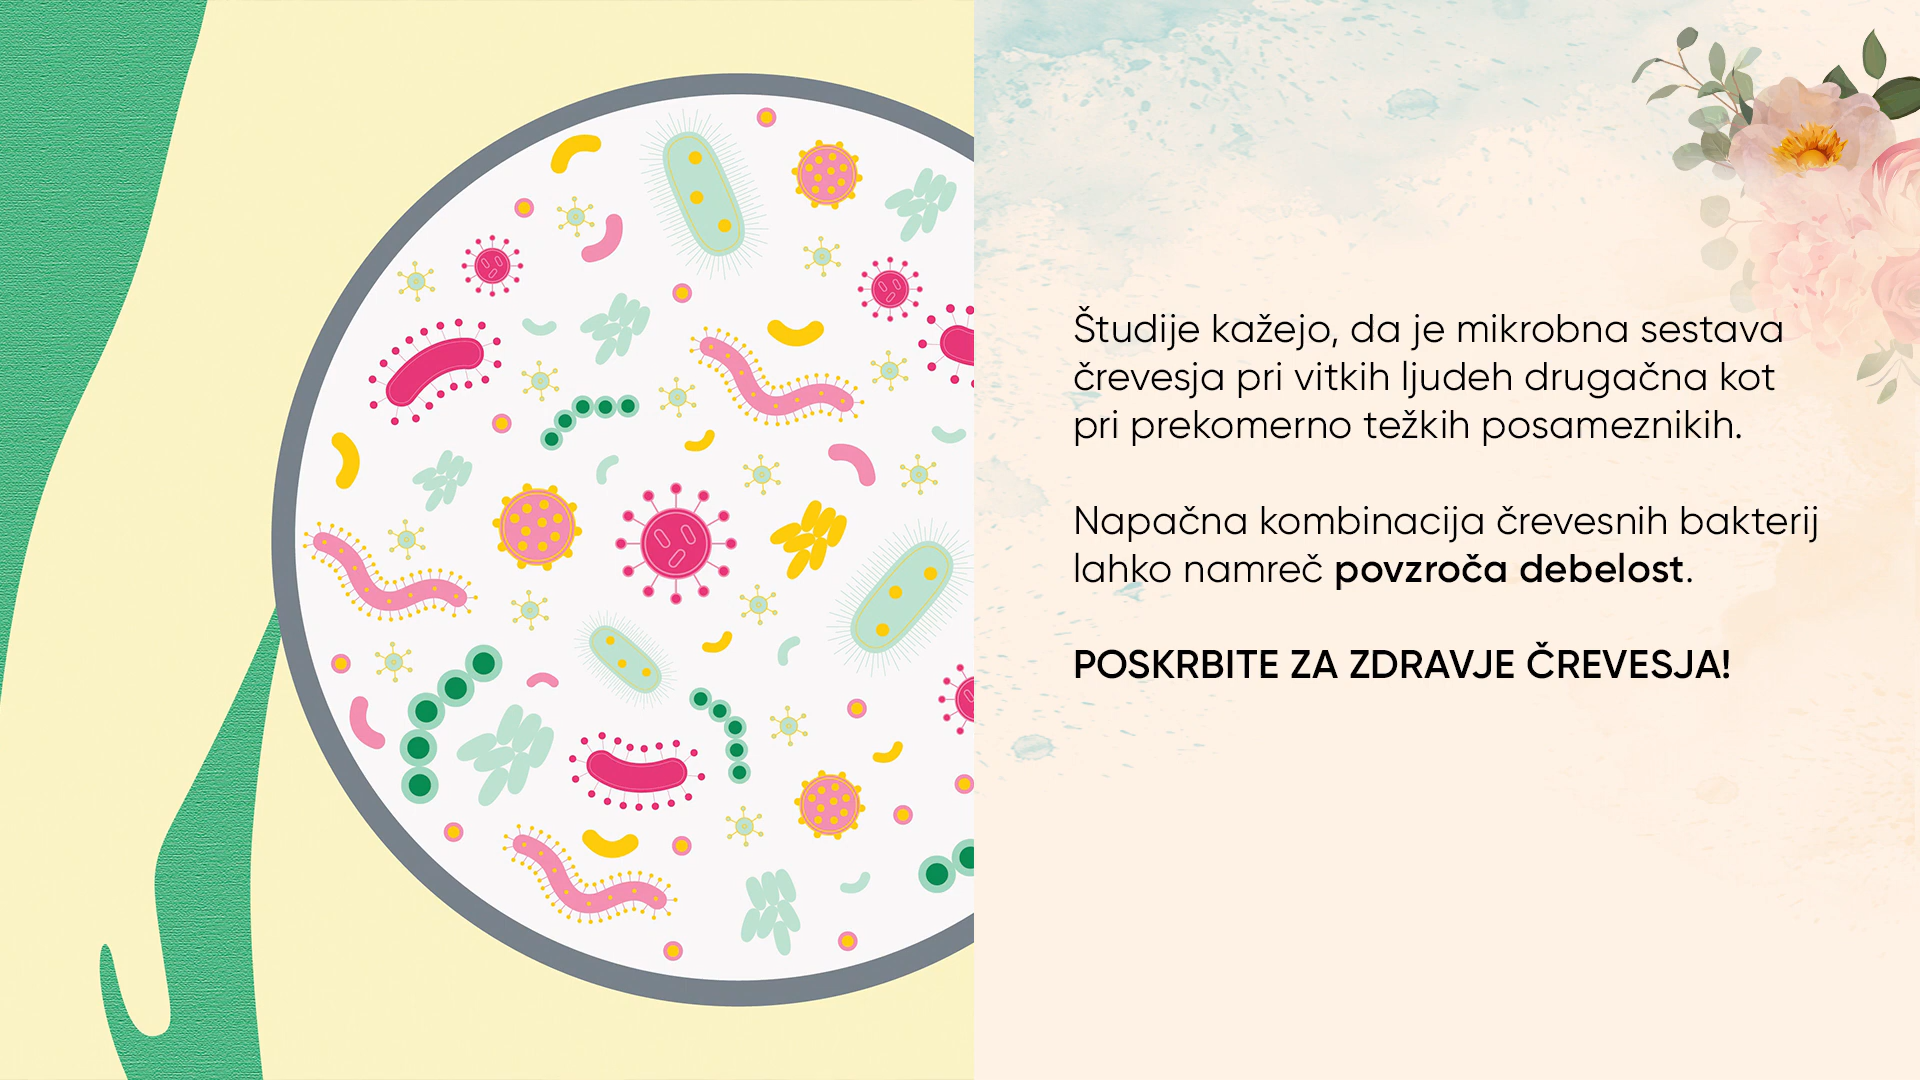 Študije kažejo, da je mikrobna sestava
črevesja pri vitkih ljudeh drugačna kot
pri prekomerno težkih posameznikih.
Napačna kombinacija črevesnih bakterij
lahko namreč povzroča debelost.
POSKRBITE ZA ZDRAVJE ČREVESJA!